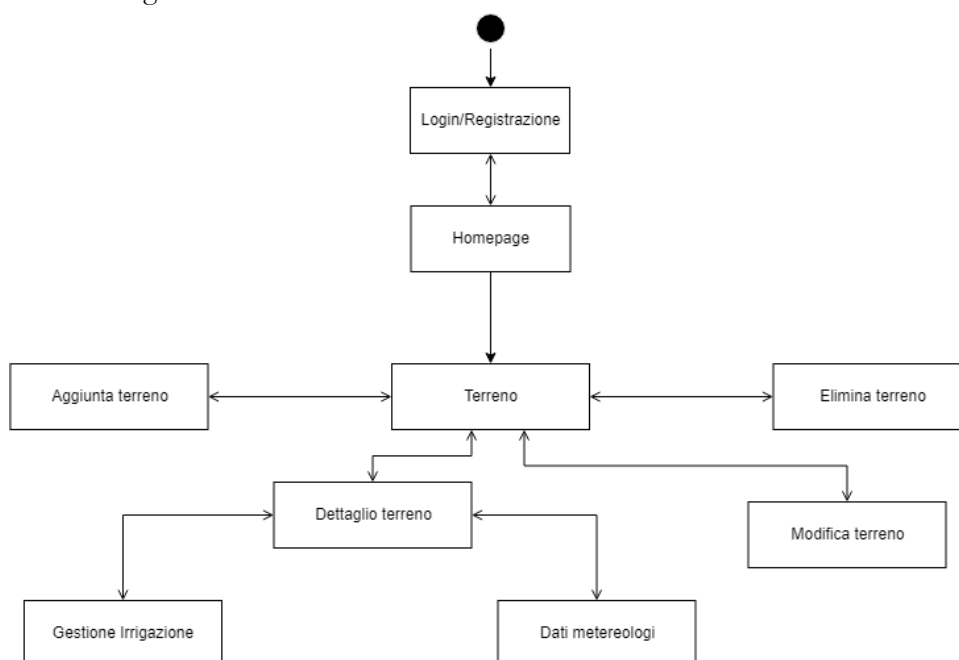 Login/Registrazione
Homepage
Aggiunta terreno
Terreno
Elimina terreno
Dettaglio terreno
Modifica terreno
Gestione Irrigazione
Dati metereologi